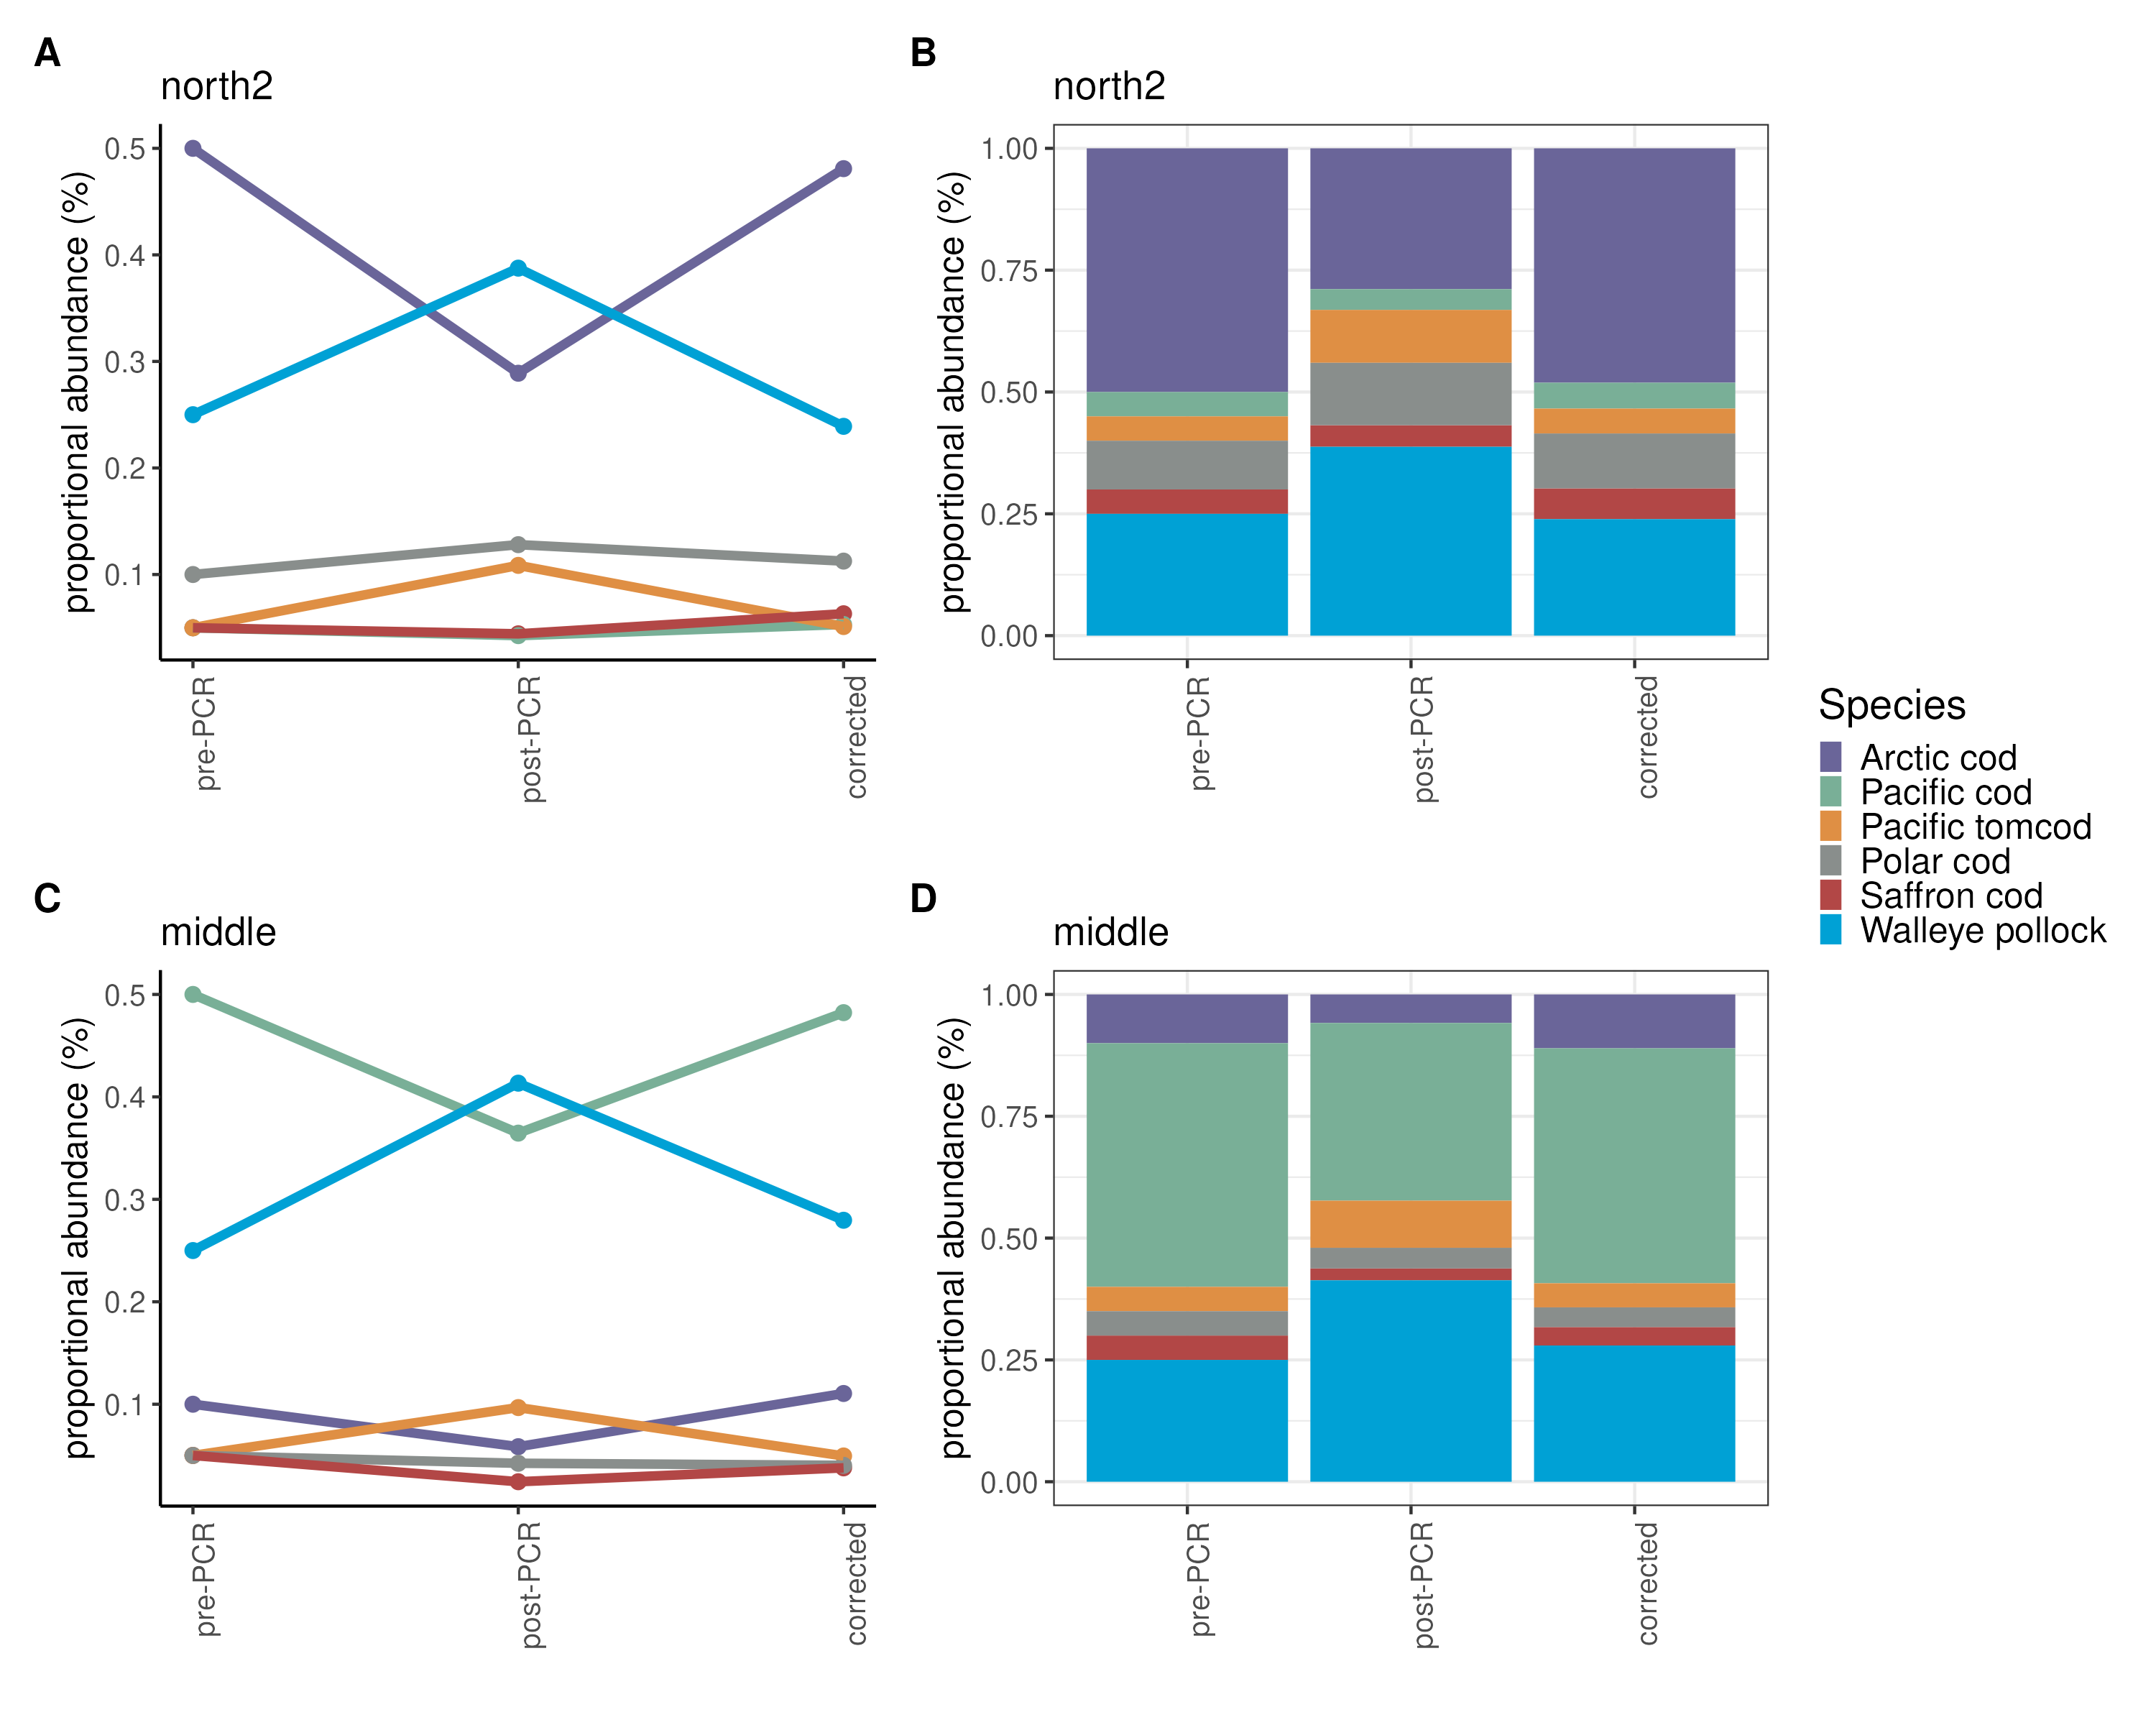 A
north2
proportional abundance (%)
0.5
0.4
0.3
0.2
0.1
pre-PCR
post-PCR
corrected
B
north2
proportional abundance (%)
1.00
0.75
0.50
0.25
0.00
pre-PCR
post-PCR
corrected
Species
Arctic cod
Pacific cod
Pacific tomcod
Polar cod
Saffron cod
Walleye pollock
C
middle
proportional abundance (%)
0.5
0.4
0.3
0.2
0.1
pre-PCR
post-PCR
corrected
D
middle
proportional abundance (%)
1.00
0.75
0.50
0.25
0.00
pre-PCR
post-PCR
corrected